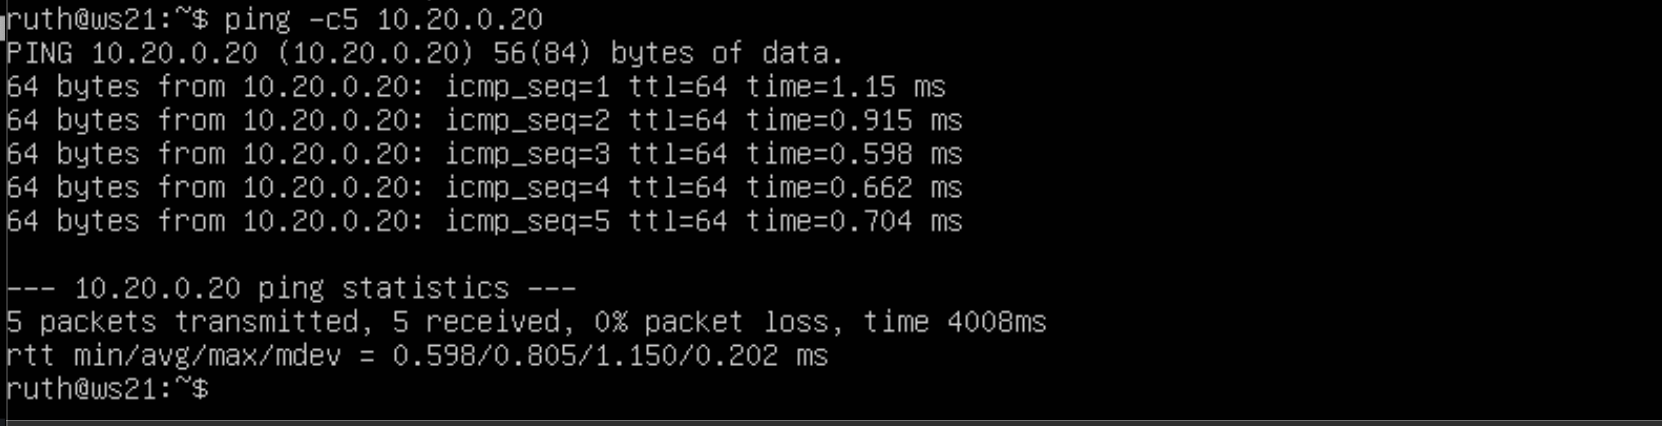 ruth@ws21:~$ ping -c5 10.20.0.20
PING 10.20.0.20 (10.20.0.20) 56(84) bytes of data.
64 bytes from 10.20.0.20: icmp_seq=1 ttl=64 time=1.15 ms
64 bytes from 10.20.0.20: icmp_seq=2 ttl=64 time=0.915 ms
64 bytes from 10.20.0.20: icmp_seq=3 ttl=64 time=0.598 ms
64 bytes from 10.20.0.20: icmp_seq=4 ttl=64 time=0.662 ms
64 bytes from 10.20.0.20: icmp_seq=5 ttl=64 time=0.704 ms

--- 10.20.0.20 ping statistics ---
5 packets transmitted, 5 received, 0% packet loss, time 4008ms
rtt min/avg/max/mdev = 0.598/0.805/1.150/0.202 ms
ruth@ws21:~$